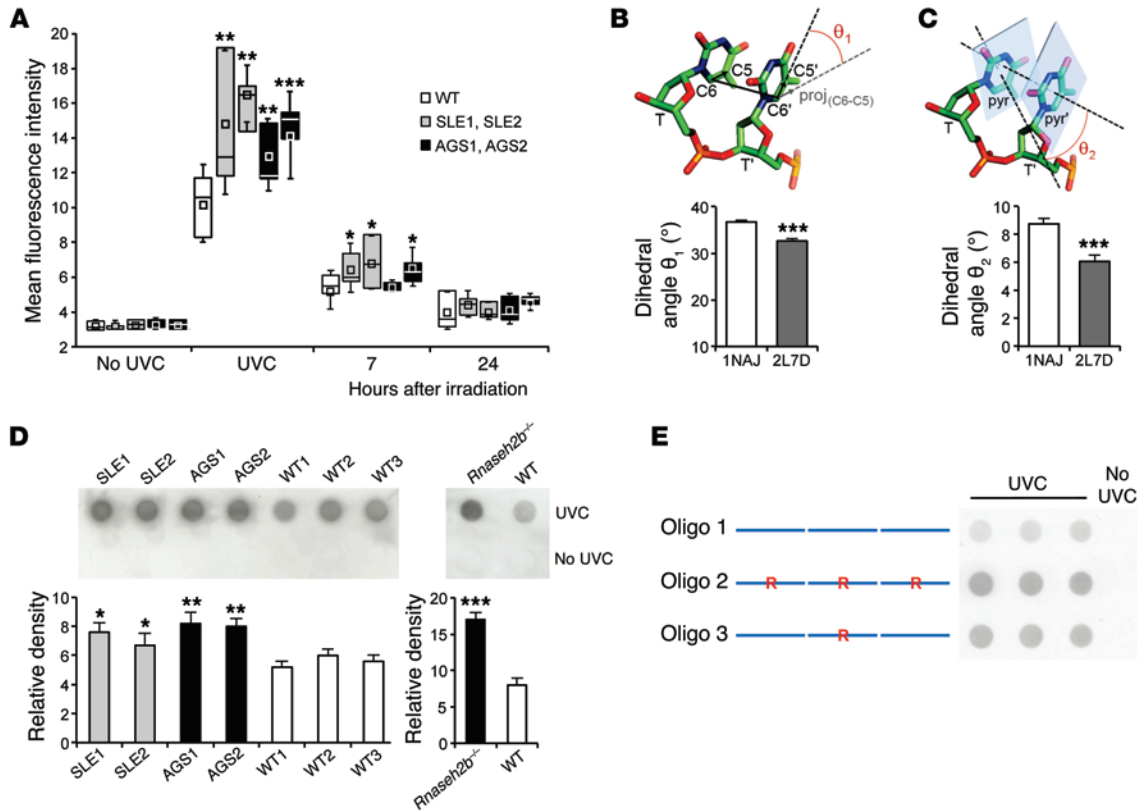 A
Mean fluorescence intensity
20
18
16
14
12
10
8
6
4
2
** ** ** ***
* * *
WT
SLE1, SLE2
AGS1, AGS2
No UVC UVC 7 24
Hours after irradiation
B
θ1
C5 C5'
C6 C6'
proj(C6-C5)
T
T'
Dihedral
angle θ1 (°)
40
30
20
10
0
***
1NAJ 2L7D
C
pyr
pyr'
θ2
T
T'
Dihedral
angle θ2 (°)
10
8
6
4
2
0
***
1NAJ 2L7D
D
SLE1 SLE2 AGS1 AGS2 WT1 WT2 WT3
Rnaseh2b–/– WT
UVC
No UVC
Relative density
10
8
6
4
2
0
* * ** **
SLE1 SLE2 AGS1 AGS2 WT1 WT2 WT3
Relative density
20
15
10
5
0
***
Rnaseh2b–/– WT
E
UVC
No
UVC
Oligo 1
Oligo 2 R R R
Oligo 3 R